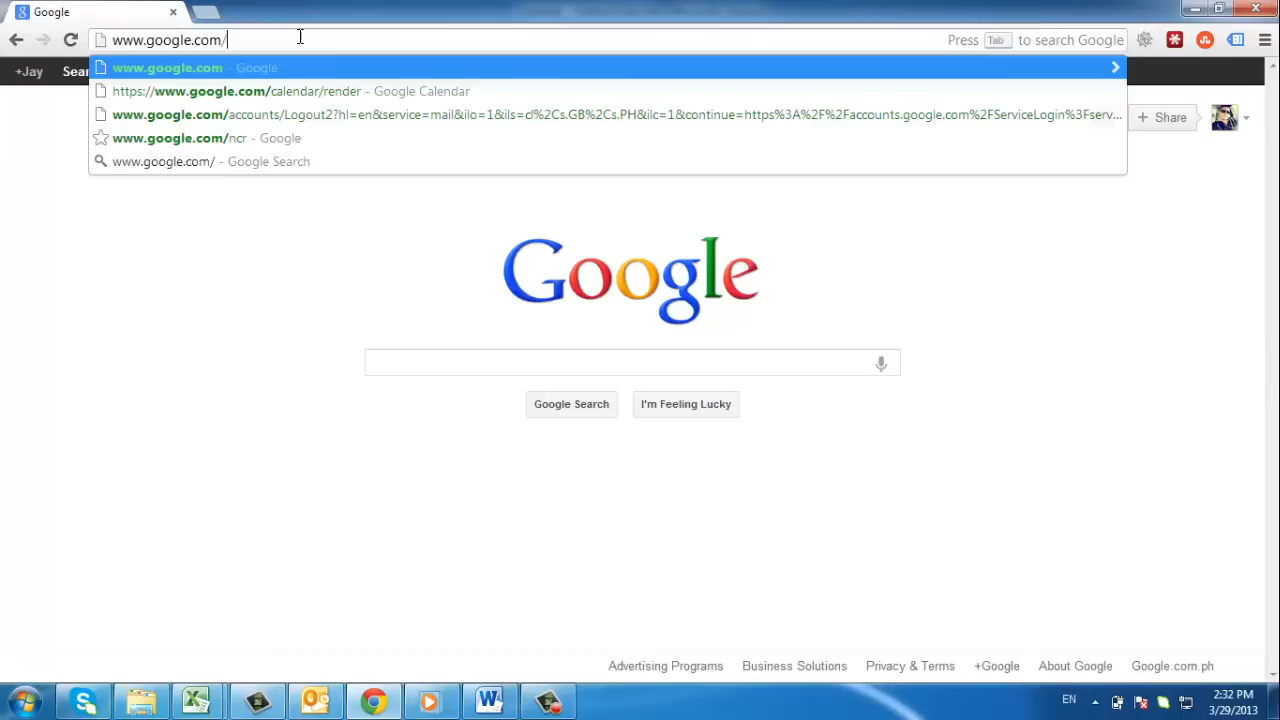 Google
www.google.com/
Press Tab to search Google
www.google.com - Google
https://www.google.com/calendar/render - Google Calendar
www.google.com/accounts/Logout2?hl=en&service=mail&ilo=1&ils=cl%2Cs.GB%2Cs.PH&ilc=1&continue=https%3A%2F%2Faccounts.google.com%2FServiceLogin%3Fserv...
www.google.com/ncr - Google
www.google.com/ - Google Search
+Jay Sear
+ Share
Google
Google Search I'm Feeling Lucky
Advertising Programs Business Solutions Privacy & Terms +Google About Google Google.com.ph
EN
2:32 PM
3/29/2013